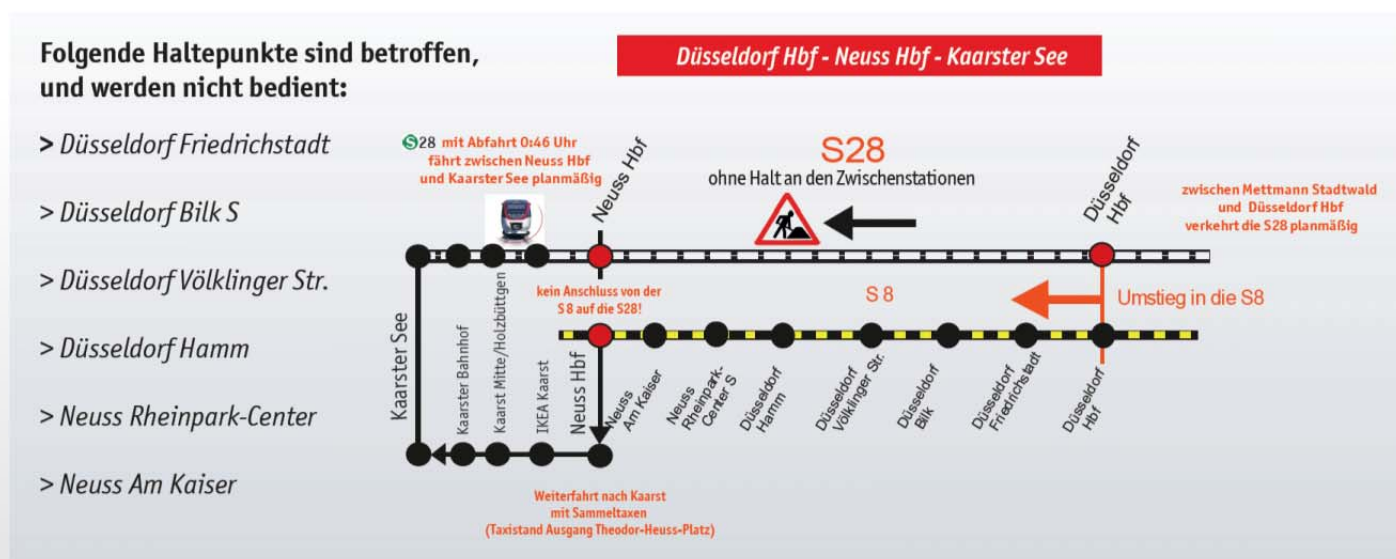 Folgende Haltepunkte sind betroffen,
und werden nicht bedient:
> Düsseldorf Friedrichstadt
> Düsseldorf Bilk S
> Düsseldorf Völklinger Str.
> Düsseldorf Hamm
> Neuss Rheinpark-Center
> Neuss Am Kaiser
Düsseldorf Hbf - Neuss Hbf - Kaarster See
S28 mit Abfahrt 0:46 Uhr
fährt zwischen Neuss Hbf
und Kaarster See planmäßig
Neuss Hbf
S28
ohne Halt an den Zwischenstationen
Düsseldorf
Hbf
zwischen Mettmann Stadtwald
und Düsseldorf Hbf
verkehrt die S28 planmäßig
kein Anschluss von der
S 8 auf die S28!
S 8
Umstieg in die S8
Kaarster See
Kaarster Bahnhof
Kaarst Mitte/Holzbüttgen
IKEA Kaarst
Neuss Hbf
Neuss
Am Kaiser
Neuss
Rheinpark-
Center S
Düsseldorf
Hamm
Düsseldorf
Völklinger Str.
Düsseldorf
Bilk
Düsseldorf
Friedrichstadt
Düsseldorf
Hbf
Weiterfahrt nach Kaarst
mit Sammeltaxen
(Taxistand Ausgang Theodor-Heuss-Platz)